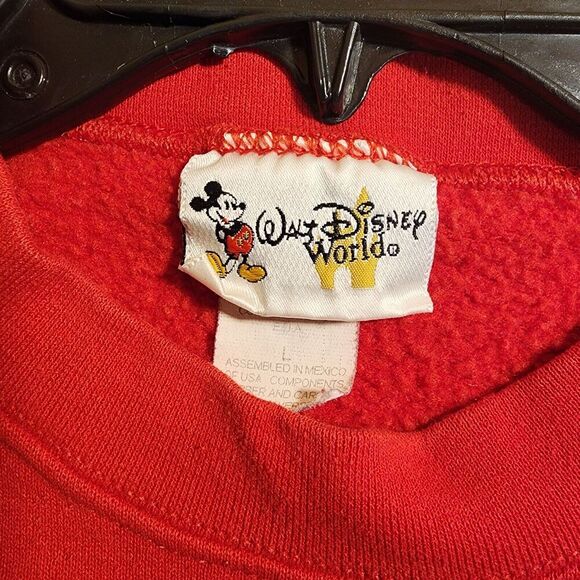 Walt Disney
World®
L
ASSEMBLED IN MEXICO
OF USA COMPONENTS